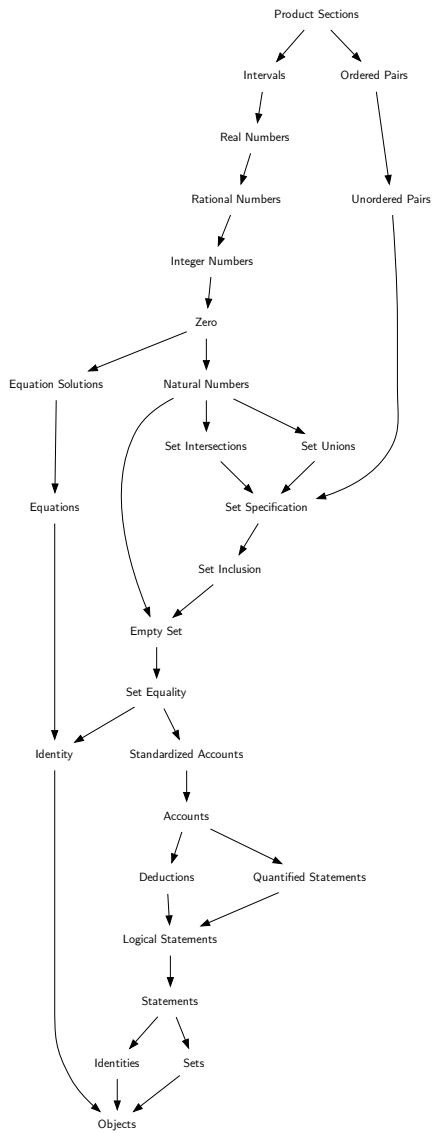 Product Sections
Intervals
Ordered Pairs
Real Numbers
Rational Numbers
Unordered Pairs
Integer Numbers
Zero
Equation Solutions
Natural Numbers
Set Intersections
Set Unions
Equations
Set Specification
Set Inclusion
Empty Set
Set Equality
Identity
Standardized Accounts
Accounts
Deductions
Quantified Statements
Logical Statements
Statements
Identities
Sets
Objects